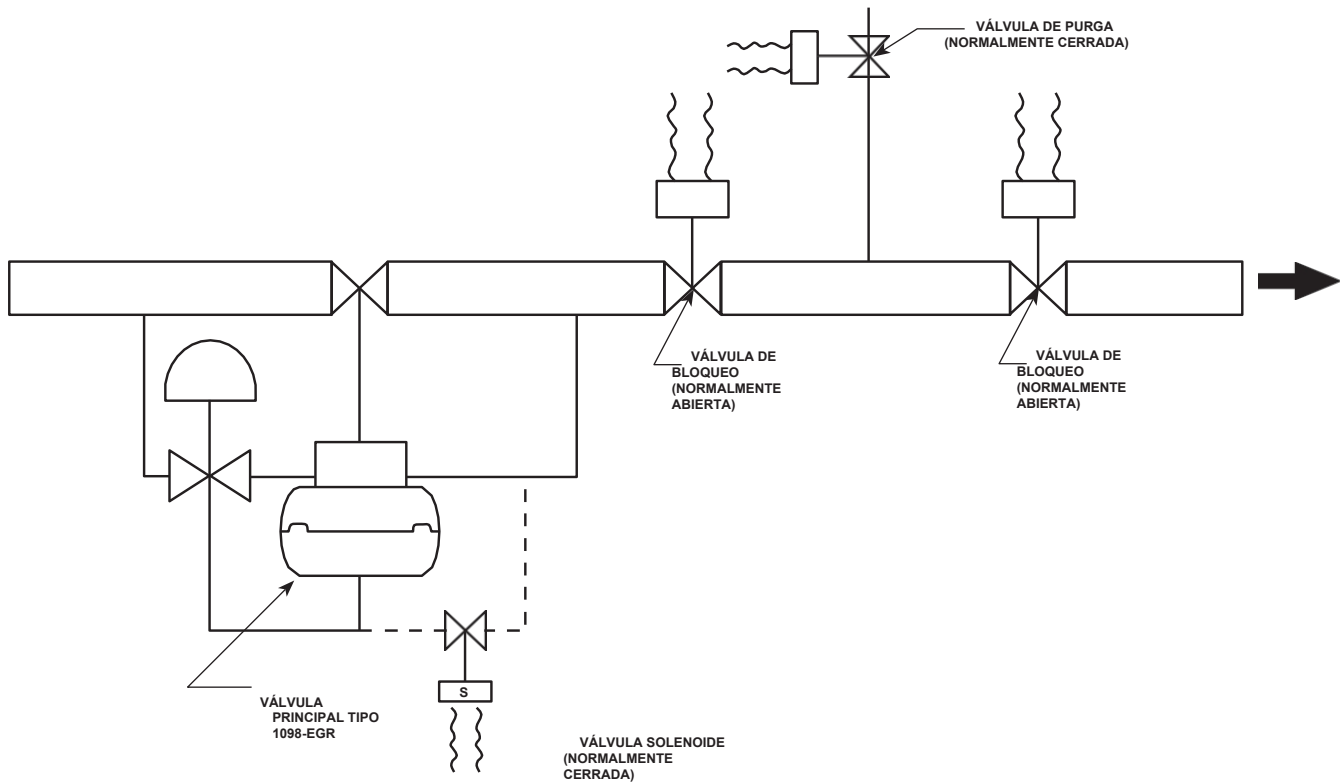 VÁLVULA DE PURGA
(NORMALMENTE CERRADA)
VÁLVULA DE
BLOQUEO
(NORMALMENTE
ABIERTA)
VÁLVULA DE
BLOQUEO
(NORMALMENTE
ABIERTA)
VÁLVULA
PRINCIPAL TIPO
1098-EGR
S
VÁLVULA SOLENOIDE
(NORMALMENTE
CERRADA)